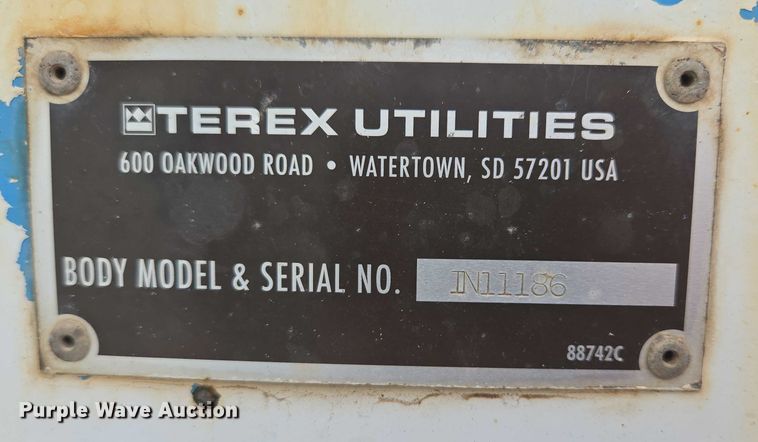 TEREX UTILITIES
600 OAKWOOD ROAD • WATERTOWN, SD 57201 USA
BODY MODEL & SERIAL NO. IN11186
88742C
Purple Wave Auction